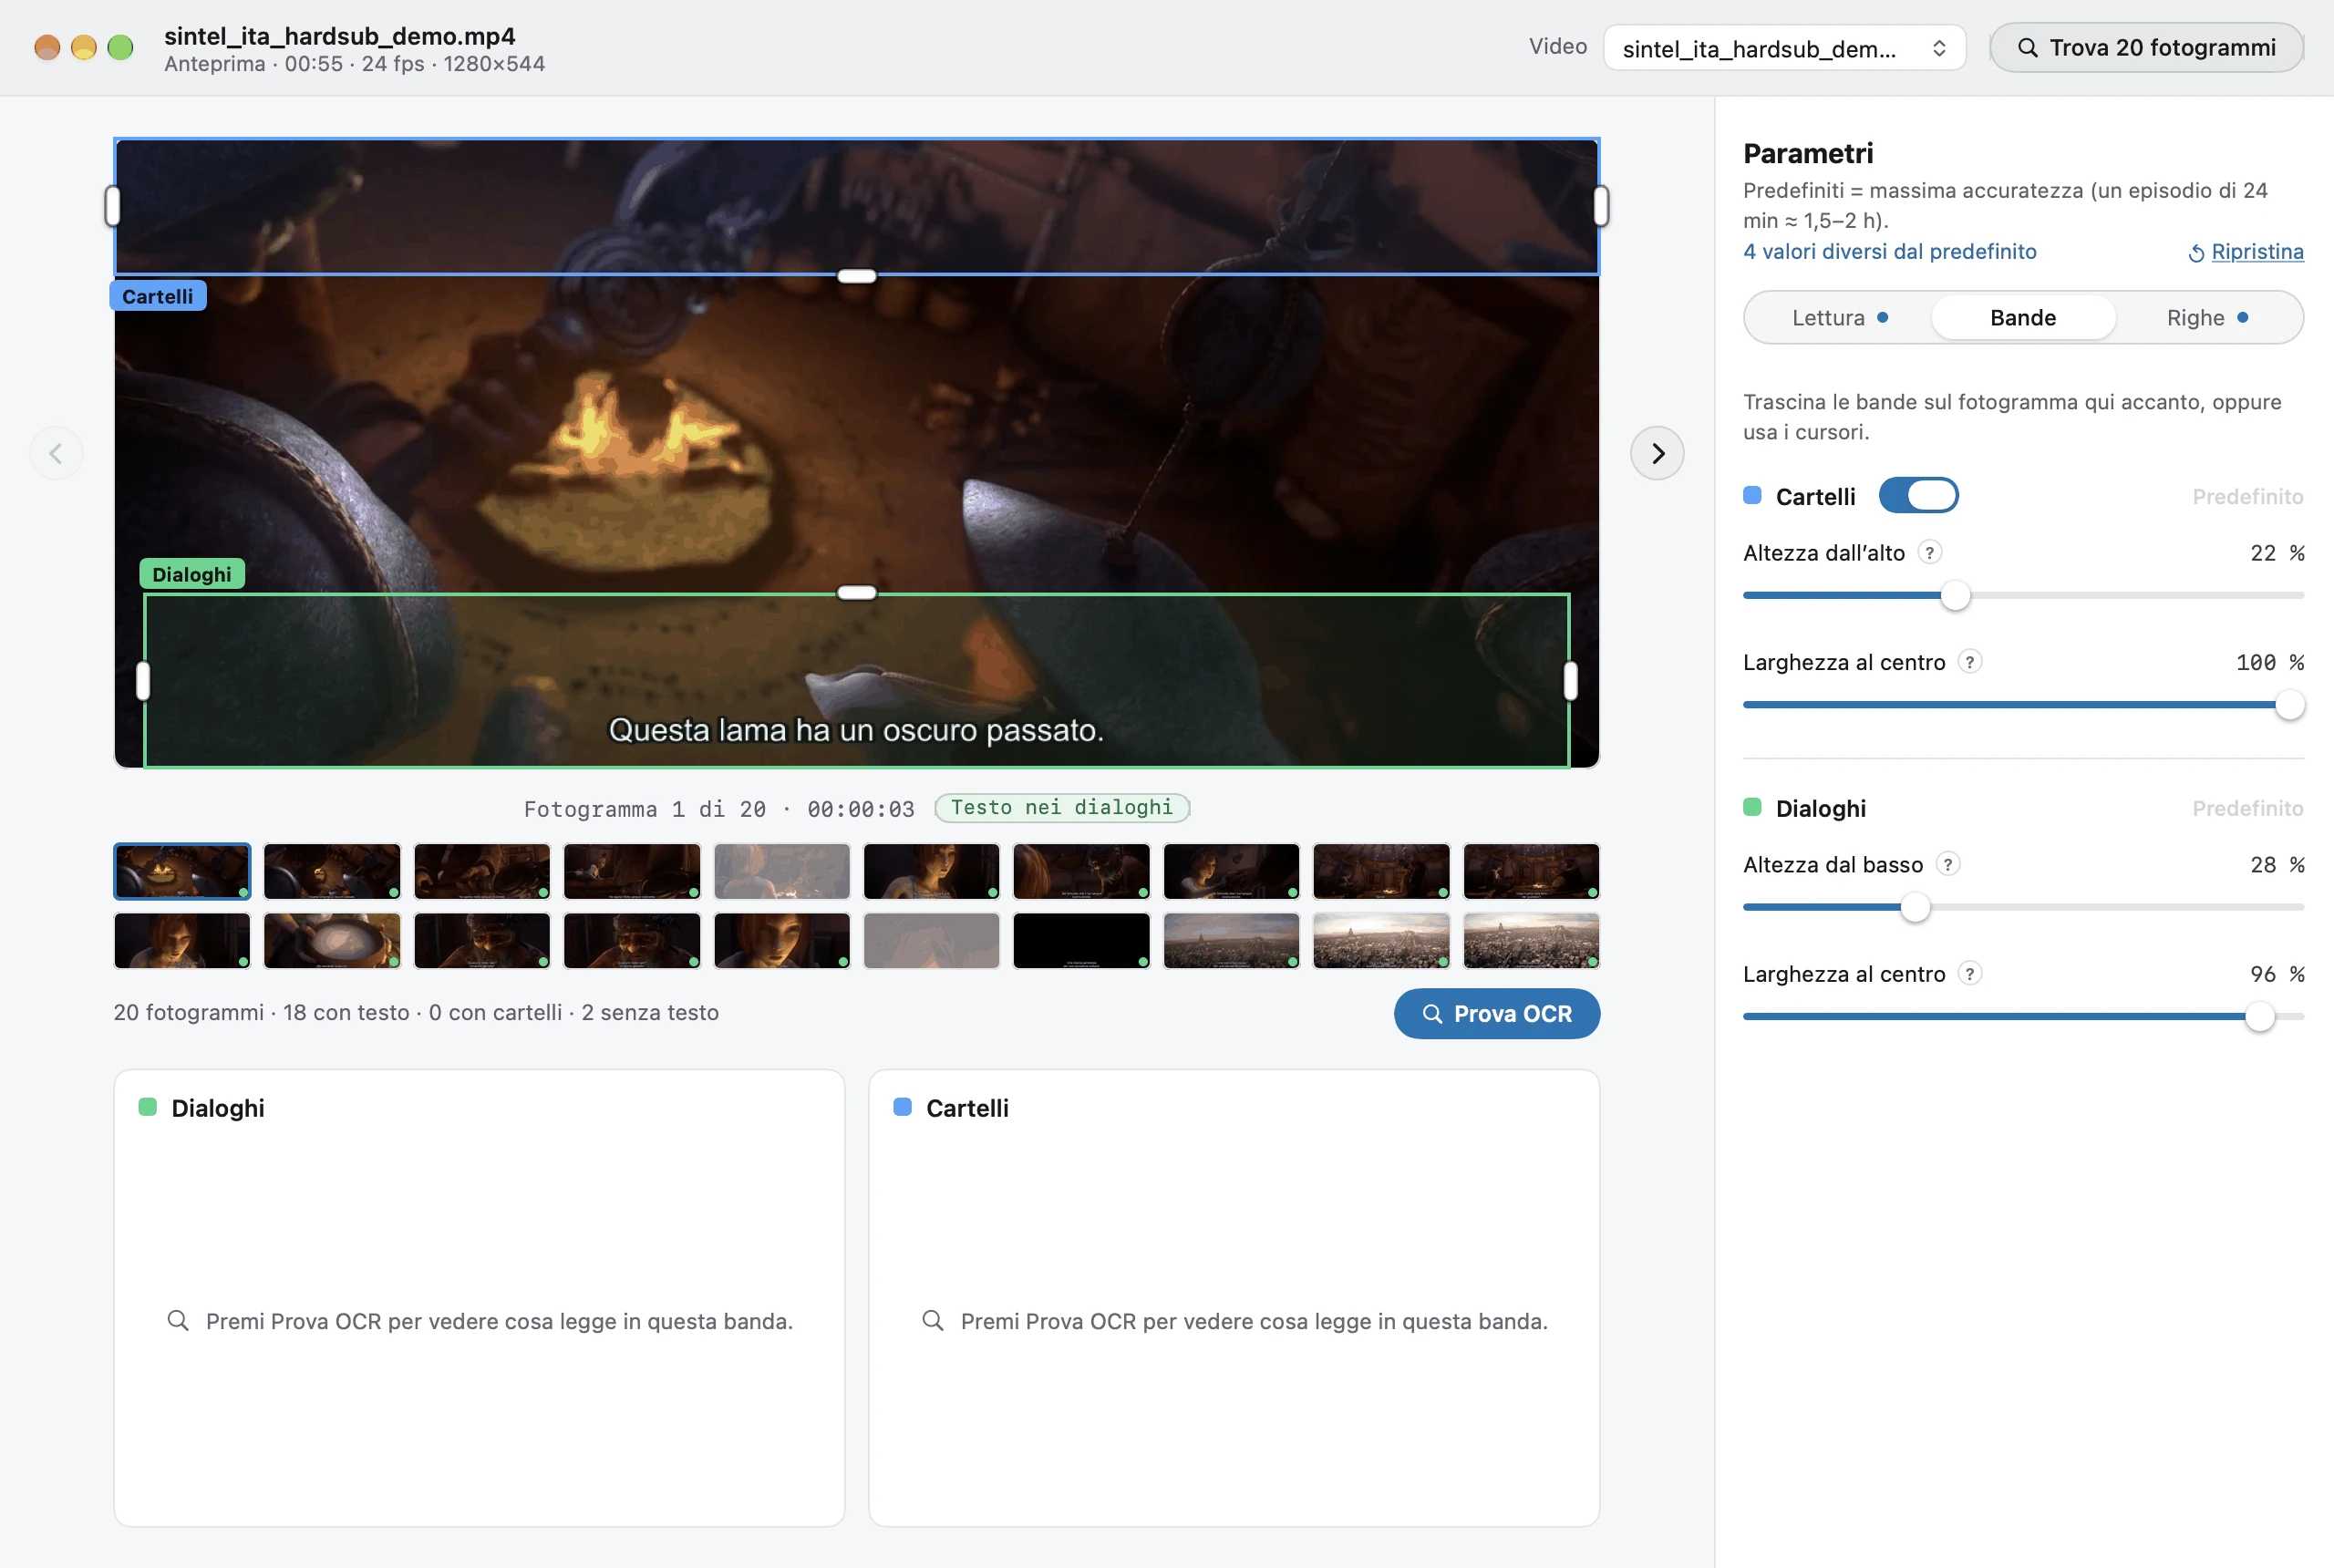 sintel_ita_hardsub_demo.mp4
Anteprima · 00:55 · 24 fps · 1280×544
Video
sintel_ita_hardsub_dem...
Trova 20 fotogrammi
Cartelli
Dialoghi
Questa lama ha un oscuro passato.
Fotogramma 1 di 20 · 00:00:03
Testo nei dialoghi
20 fotogrammi · 18 con testo · 0 con cartelli · 2 senza testo
Prova OCR
Dialoghi
Premi Prova OCR per vedere cosa legge in questa banda.
Cartelli
Premi Prova OCR per vedere cosa legge in questa banda.
Parametri
Predefiniti = massima accuratezza (un episodio di 24
min ≈ 1,5–2 h).
4 valori diversi dal predefinito
Ripristina
Lettura
Bande
Righe
Trascina le bande sul fotogramma qui accanto, oppure
usa i cursori.
Cartelli
Predefinito
Altezza dall’alto ? 22 %
Larghezza al centro ? 100 %
Dialoghi
Predefinito
Altezza dal basso ? 28 %
Larghezza al centro ? 96 %